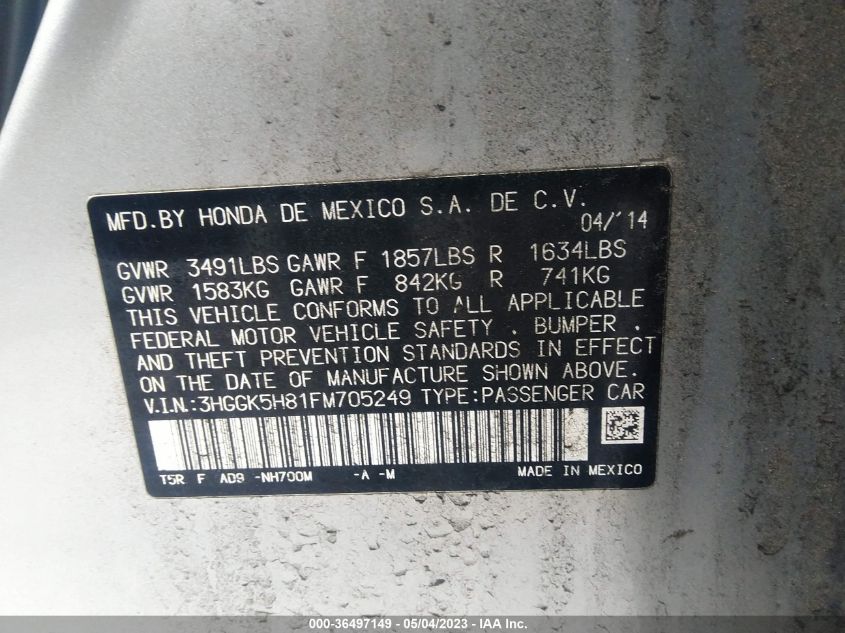 MFD.BY HONDA DE MEXICO S.A. DE C.V.
04/'14
GVWR 3491LBS GAWR F 1857LBS R 1634LBS
GVWR 1583KG GAWR F 842KG R 741KG
THIS VEHICLE CONFORMS TO ALL APPLICABLE
FEDERAL MOTOR VEHICLE SAFETY , BUMPER ,
AND THEFT PREVENTION STANDARDS IN EFFECT
ON THE DATE OF MANUFACTURE SHOWN ABOVE.
V.I.N.:3HGGK5H81FM705249 TYPE:PASSENGER CAR
T5R F AD9 -NH700M -A -M MADE IN MEXICO
000-36497149 - 05/04/2023 - IAA Inc.